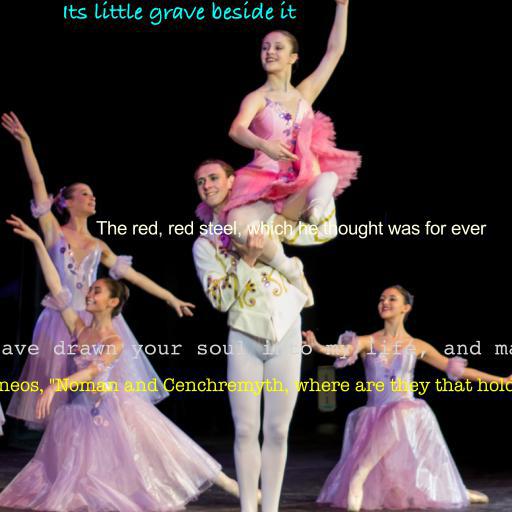 Its little grave beside it
The red, red steel, which he thought was for ever
ave drawn your soul into my life, and ma
neos, "Noman and Cenchremyth, where are they that hold